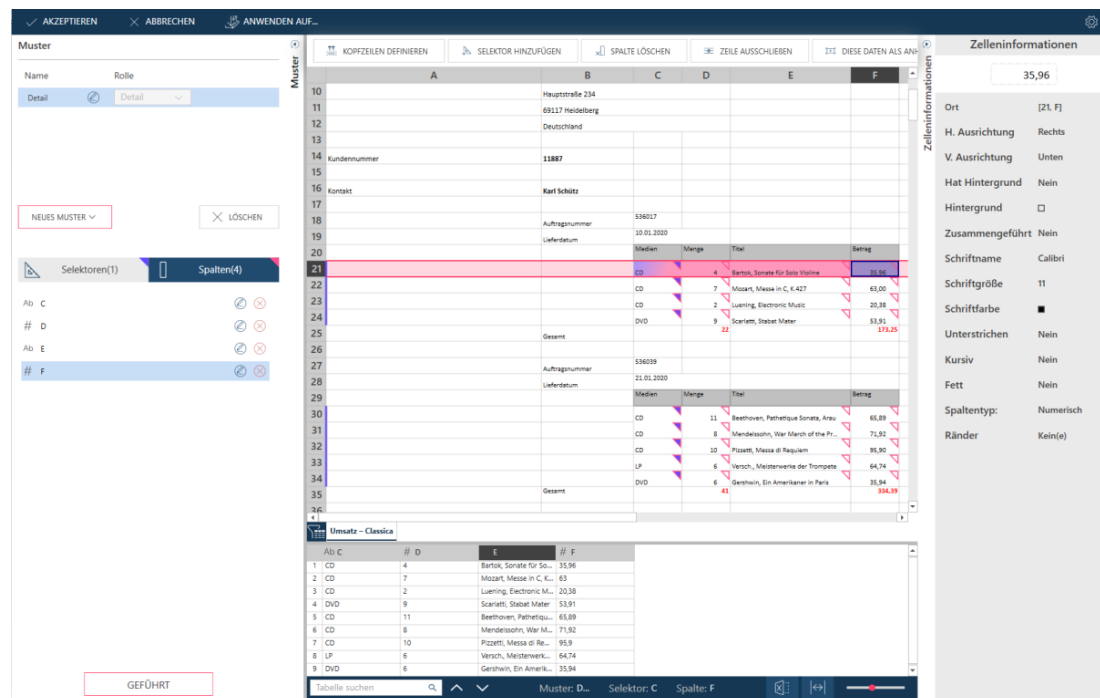 AKZEPTIEREN ABBRECHEN ANWENDEN AUF...
Muster
Name Rolle
Detail Detail
NEUES MUSTER LÖSCHEN
Selektoren(1) Spalten(4)
Ab C
# D
Ab E
# F
GEFÜHRT
Muster
KOPFZEILEN DEFINIEREN SELEKTOR HINZUFÜGEN SPALTE LÖSCHEN ZEILE AUSSCHLIEßEN DIESE DATEN ALS ANH
A B C D E F
10 Hauptstraße 234
11 69117 Heidelberg
12 Deutschland
13
14 Kundennummer 11887
15
16 Kontakt Karl Schütz
17
18 Auftragsnummer 536017
19 Lieferdatum 10.01.2020
20 Medien Menge Titel Betrag
21 CD 4 Bartok, Sonate für Solo Violine 35,96
22 CD 7 Mozart, Messe in C, K.427 63,00
23 CD 2 Luening, Electronic Music 20,38
24 DVD 9 Scarlatti, Stabat Mater 53,91
25 Gesamt 22 173,25
26
27 Auftragsnummer 536039
28 Lieferdatum 21.01.2020
29 Medien Menge Titel Betrag
30 CD 11 Beethoven, Pathetique Sonata, Arau 65,89
31 CD 8 Mendelssohn, War March of the Pr... 71,92
32 CD 10 Pizzetti, Messa di Requiem 95,90
33 LP 6 Versch., Meisterwerke der Trompete 64,74
34 DVD 6 Gershwin, Ein Amerikaner in Paris 35,94
35 Gesamt 41 334,39
36
Umsatz – Classica
Ab C # D E # F
1 CD 4 Bartok, Sonate für So... 35,96
2 CD 7 Mozart, Messe in C, K... 63
3 CD 2 Luening, Electronic M... 20,38
4 DVD 9 Scarlatti, Stabat Mater 53,91
5 CD 11 Beethoven, Pathetiqu... 65,89
6 CD 8 Mendelssohn, War M... 71,92
7 CD 10 Pizzetti, Messa di Re... 95,9
8 LP 6 Versch., Meisterwerk... 64,74
9 DVD 6 Gershwin, Ein Amerik... 35,94
Tabelle suchen Muster: D... Selektor: C Spalte: F
Zelleninformationen
Zelleninformationen
35,96
Ort [21, F]
H. Ausrichtung Rechts
V. Ausrichtung Unten
Hat Hintergrund Nein
Hintergrund
Zusammengeführt Nein
Schriftname Calibri
Schriftgröße 11
Schriftfarbe
Unterstrichen Nein
Kursiv Nein
Fett Nein
Spaltentyp: Numerisch
Ränder Kein(e)